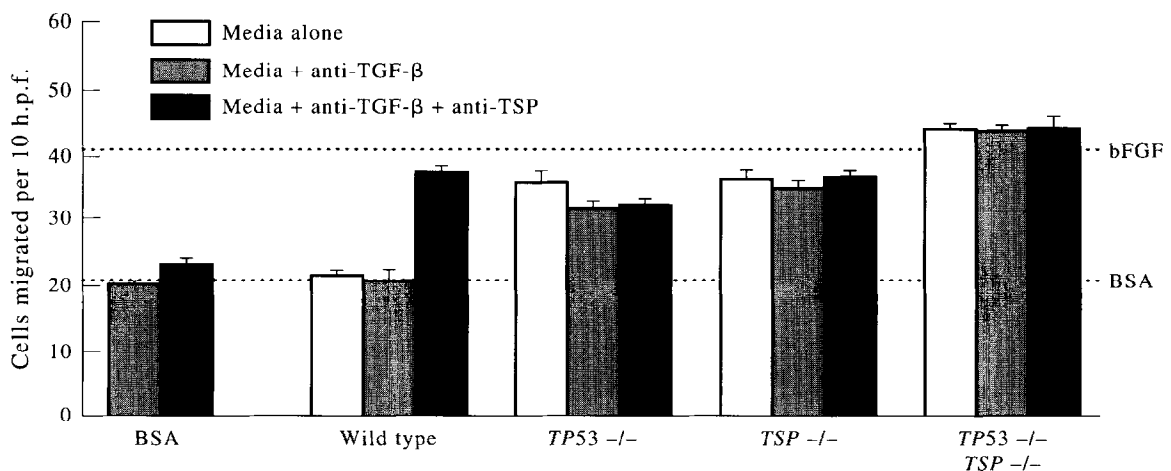 Cells migrated per 10 h.p.f.
60
50
40
30
20
10
0
Media alone
Media + anti-TGF-β
Media + anti-TGF-β + anti-TSP
bFGF
BSA
BSA
Wild type
TP53 –/–
TSP –/–
TP53 –/–
TSP –/–